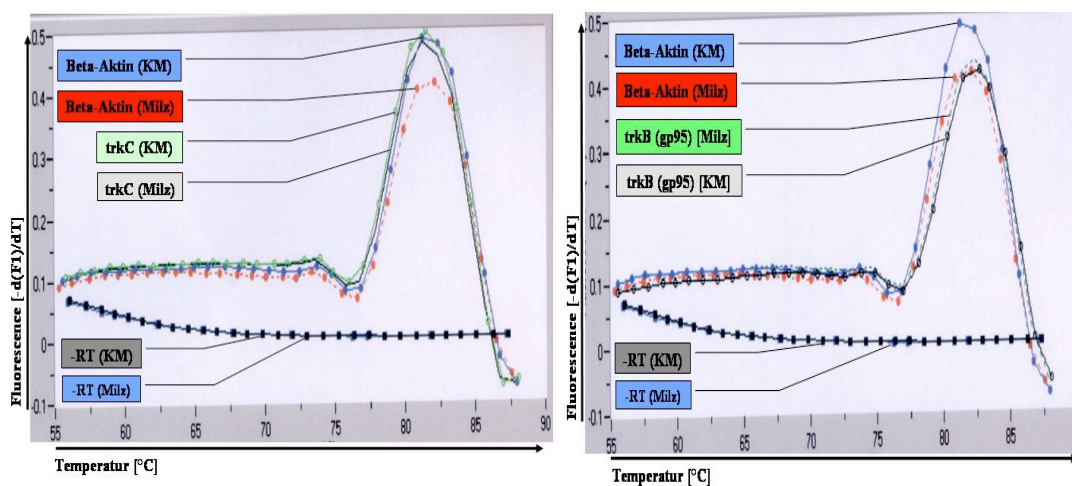 Fluorescence [-d(F1)/dT]
0.5
0.4
0.3
0.2
0.1
0
-0.1
Beta-Aktin (KM)
Beta-Aktin (Milz)
trkC (KM)
trkC (Milz)
-RT (KM)
-RT (Milz)
55 60 65 70 75 80 85 90
Temperatur [°C]
Fluorescence [-d(F1)/dT]
0.5
0.4
0.3
0.2
0.1
0
-0.1
Beta-Aktin (KM)
Beta-Aktin (Milz)
trkB (gp95) [Milz]
trkB (gp95) [KM]
-RT (KM)
-RT (Milz)
55 60 65 70 75 80 85
Temperatur [°C]